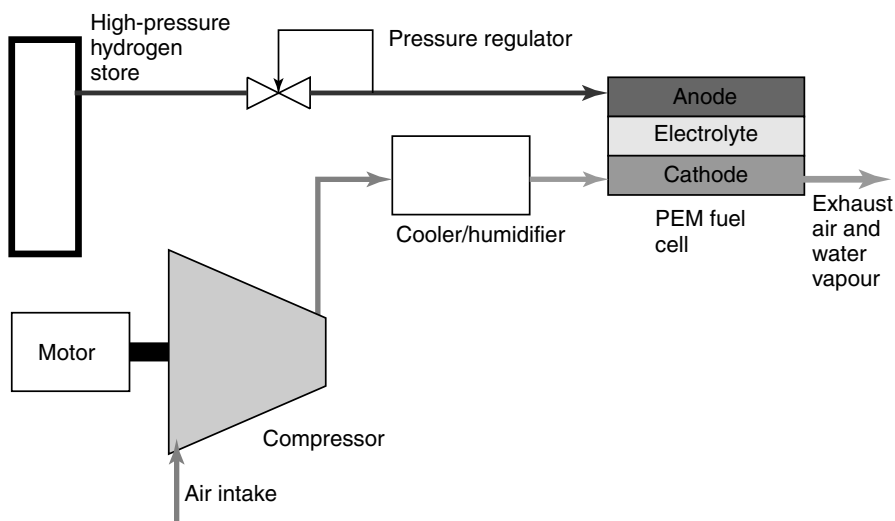 High-pressure
hydrogen
store
Pressure regulator
Anode
Electrolyte
Cathode
PEM fuel
cell
Exhaust
air and
water
vapour
Cooler/humidifier
Motor
Compressor
Air intake